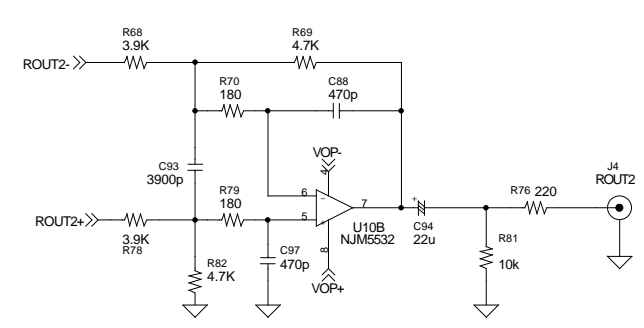 R68
3.9K
R69
4.7K
ROUT2-
R70
180
C88
470p
VOP-
4
C93
3900p
6
-
7
R79
180
5
+
ROUT2+
3.9K
R78
U10B
NJM5532
+
C94
22u
R76 220
J4
ROUT2
R82
4.7K
C97
470p
8
VOP+
R81
10k